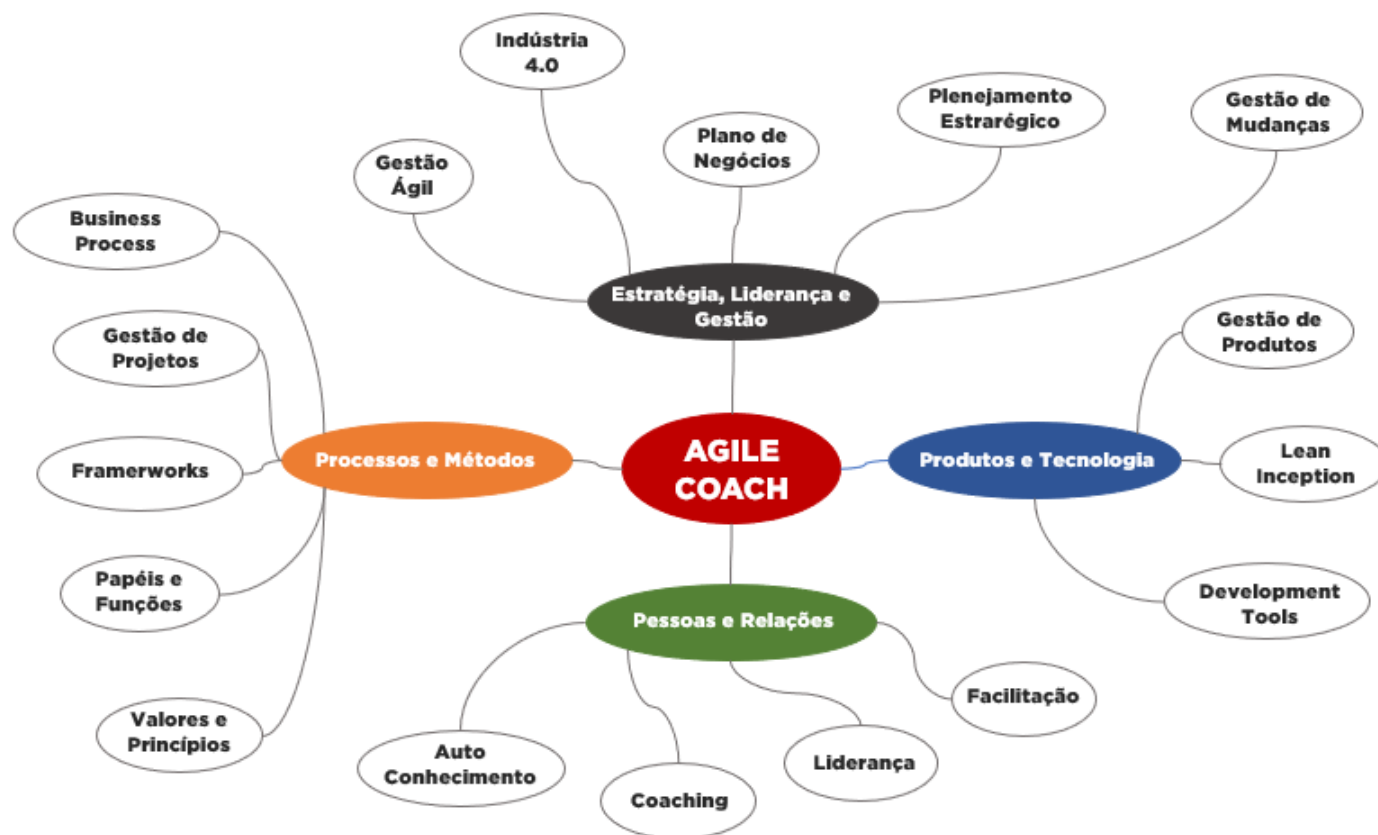 Indústria
4.0
Plenejamento
Estrarégico
Gestão de
Mudanças
Plano de
Negócios
Gestão
Ágil
Business
Process
Estratégia, Liderança e
Gestão
Gestão de
Produtos
Gestão de
Projetos
AGILE
COACH
Processos e Métodos
Produtos e Tecnologia
Lean
Inception
Framerworks
Papéis e
Funções
Development
Tools
Pessoas e Relações
Facilitação
Valores e
Princípios
Auto
Conhecimento
Liderança
Coaching